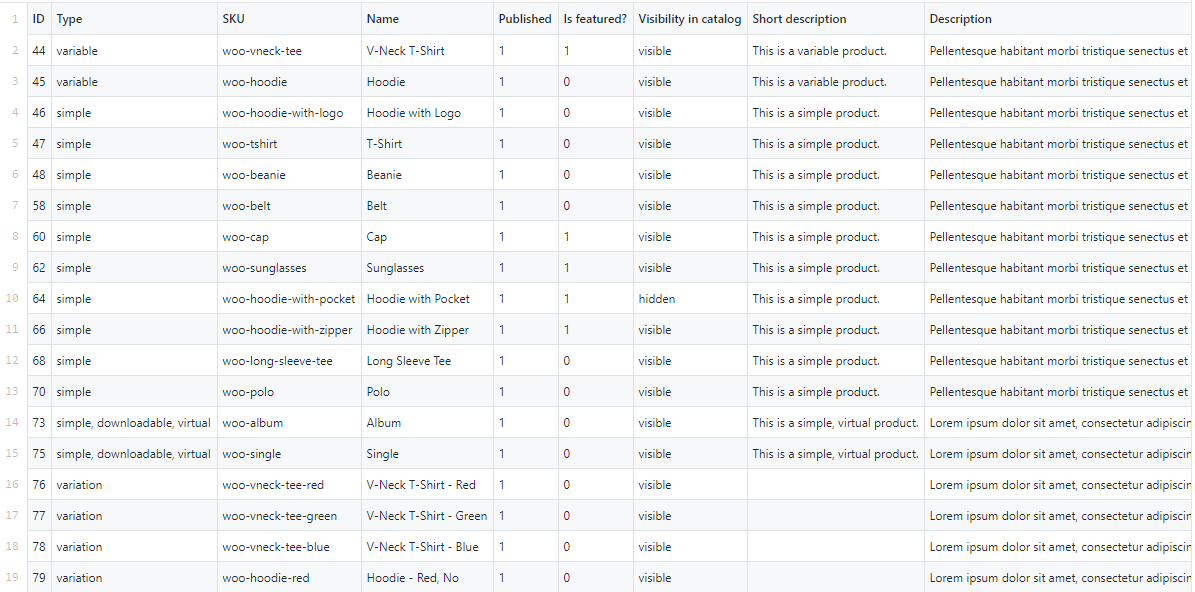 1 ID Type SKU Name Published Is featured? Visibility in catalog Short description Description
2 44 variable woo-vneck-tee V-Neck T-Shirt 1 1 visible This is a variable product. Pellentesque habitant morbi tristique senectus et
3 45 variable woo-hoodie Hoodie 1 0 visible This is a variable product. Pellentesque habitant morbi tristique senectus et
4 46 simple woo-hoodie-with-logo Hoodie with Logo 1 0 visible This is a simple product. Pellentesque habitant morbi tristique senectus et
5 47 simple woo-tshirt T-Shirt 1 0 visible This is a simple product. Pellentesque habitant morbi tristique senectus et
6 48 simple woo-beanie Beanie 1 0 visible This is a simple product. Pellentesque habitant morbi tristique senectus et
7 58 simple woo-belt Belt 1 0 visible This is a simple product. Pellentesque habitant morbi tristique senectus et
8 60 simple woo-cap Cap 1 1 visible This is a simple product. Pellentesque habitant morbi tristique senectus et
9 62 simple woo-sunglasses Sunglasses 1 1 visible This is a simple product. Pellentesque habitant morbi tristique senectus et
10 64 simple woo-hoodie-with-pocket Hoodie with Pocket 1 1 hidden This is a simple product. Pellentesque habitant morbi tristique senectus et
11 66 simple woo-hoodie-with-zipper Hoodie with Zipper 1 1 visible This is a simple product. Pellentesque habitant morbi tristique senectus et
12 68 simple woo-long-sleeve-tee Long Sleeve Tee 1 0 visible This is a simple product. Pellentesque habitant morbi tristique senectus et
13 70 simple woo-polo Polo 1 0 visible This is a simple product. Pellentesque habitant morbi tristique senectus et
14 73 simple, downloadable, virtual woo-album Album 1 0 visible This is a simple, virtual product. Lorem ipsum dolor sit amet, consectetur adipiscin
15 75 simple, downloadable, virtual woo-single Single 1 0 visible This is a simple, virtual product. Lorem ipsum dolor sit amet, consectetur adipiscin
16 76 variation woo-vneck-tee-red V-Neck T-Shirt - Red 1 0 visible Lorem ipsum dolor sit amet, consectetur adipiscin
17 77 variation woo-vneck-tee-green V-Neck T-Shirt - Green 1 0 visible Lorem ipsum dolor sit amet, consectetur adipiscin
18 78 variation woo-vneck-tee-blue V-Neck T-Shirt - Blue 1 0 visible Lorem ipsum dolor sit amet, consectetur adipiscin
19 79 variation woo-hoodie-red Hoodie - Red, No 1 0 visible Lorem ipsum dolor sit amet, consectetur adipiscin